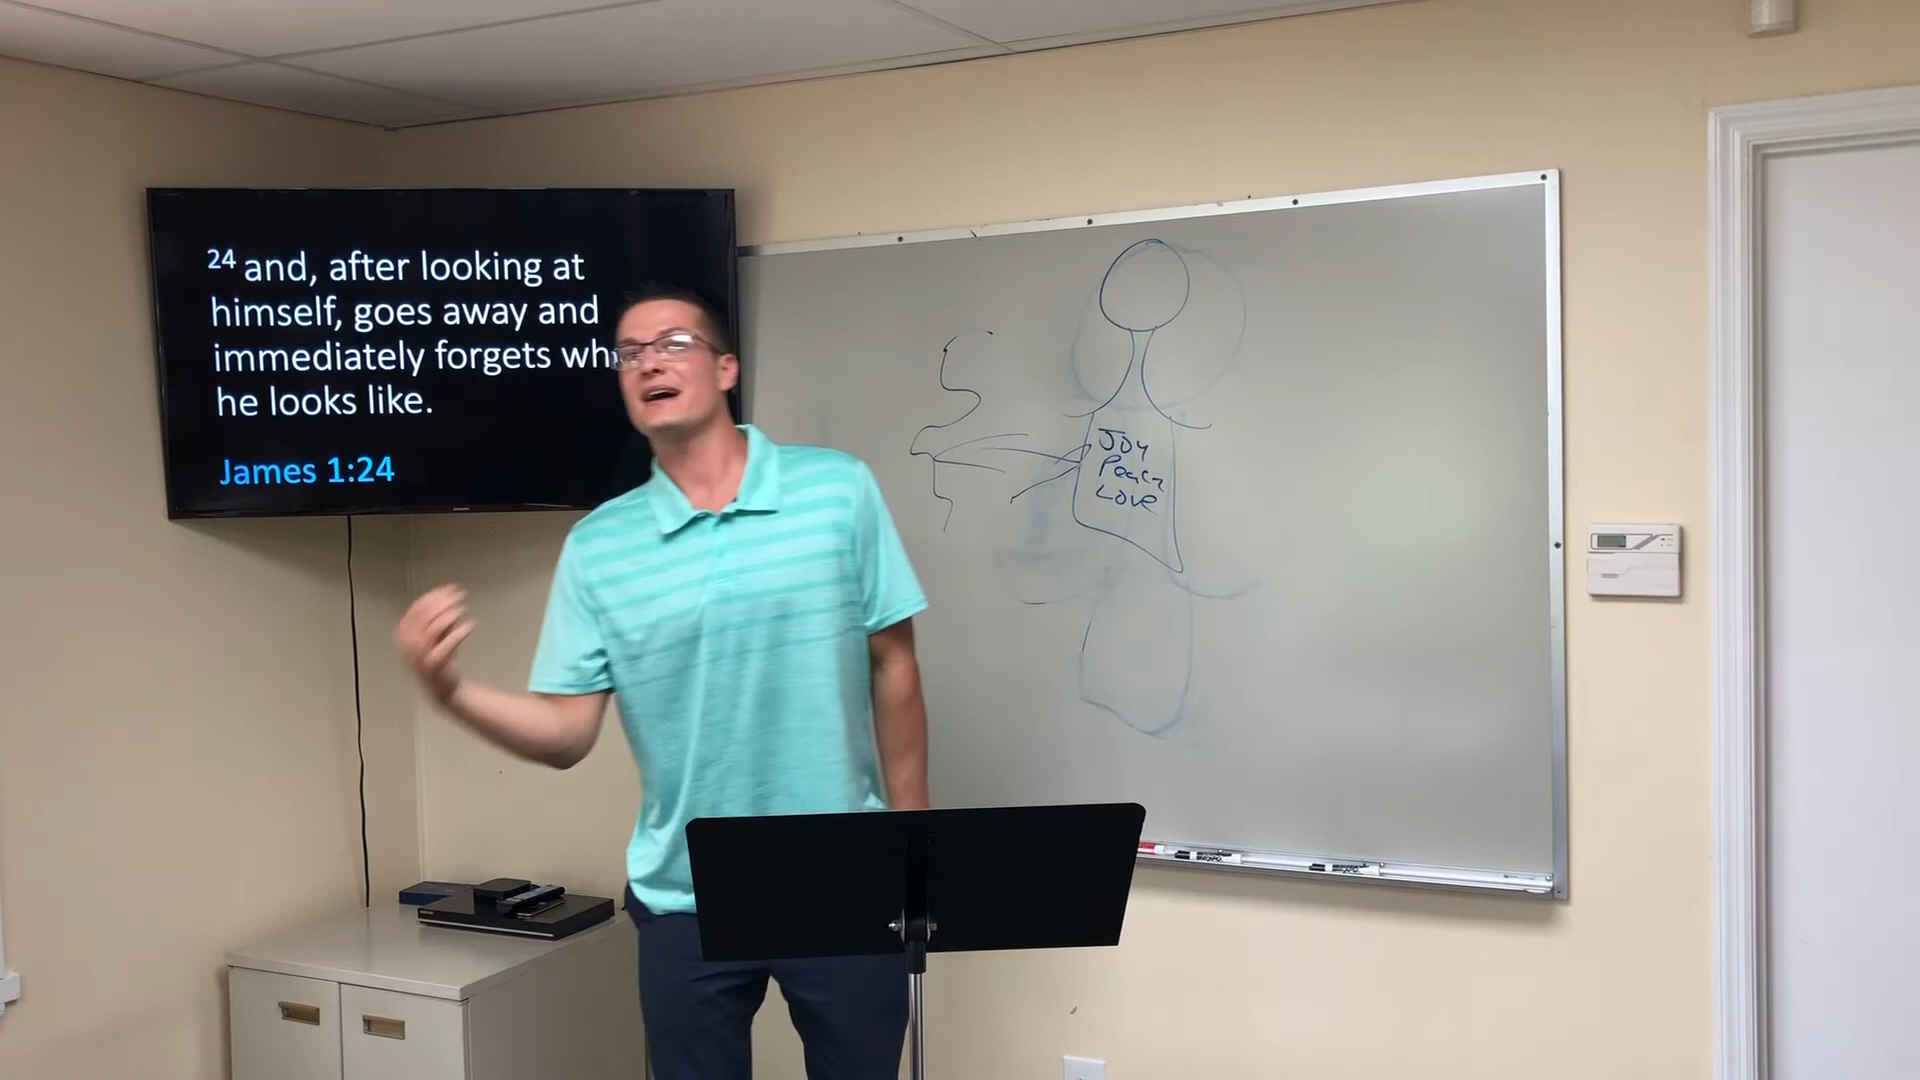 24 and, after looking at
himself, goes away and
immediately forgets wh
he looks like.
James 1:24
Joy
Peace
Love